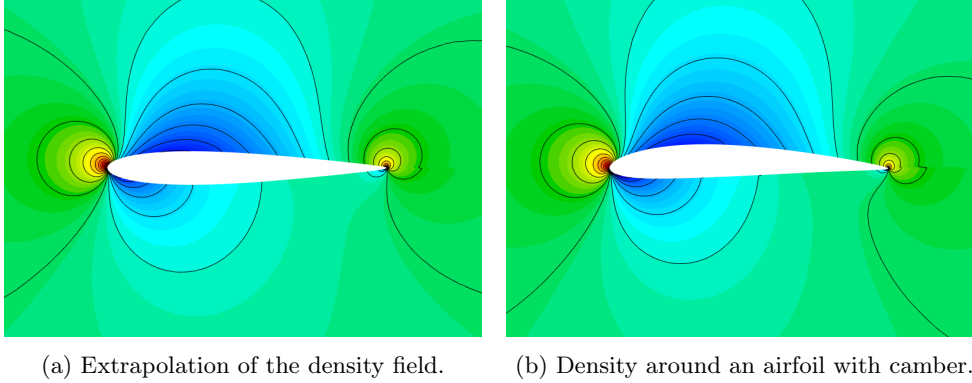 (a) Extrapolation of the density field.
(b) Density around an airfoil with camber.